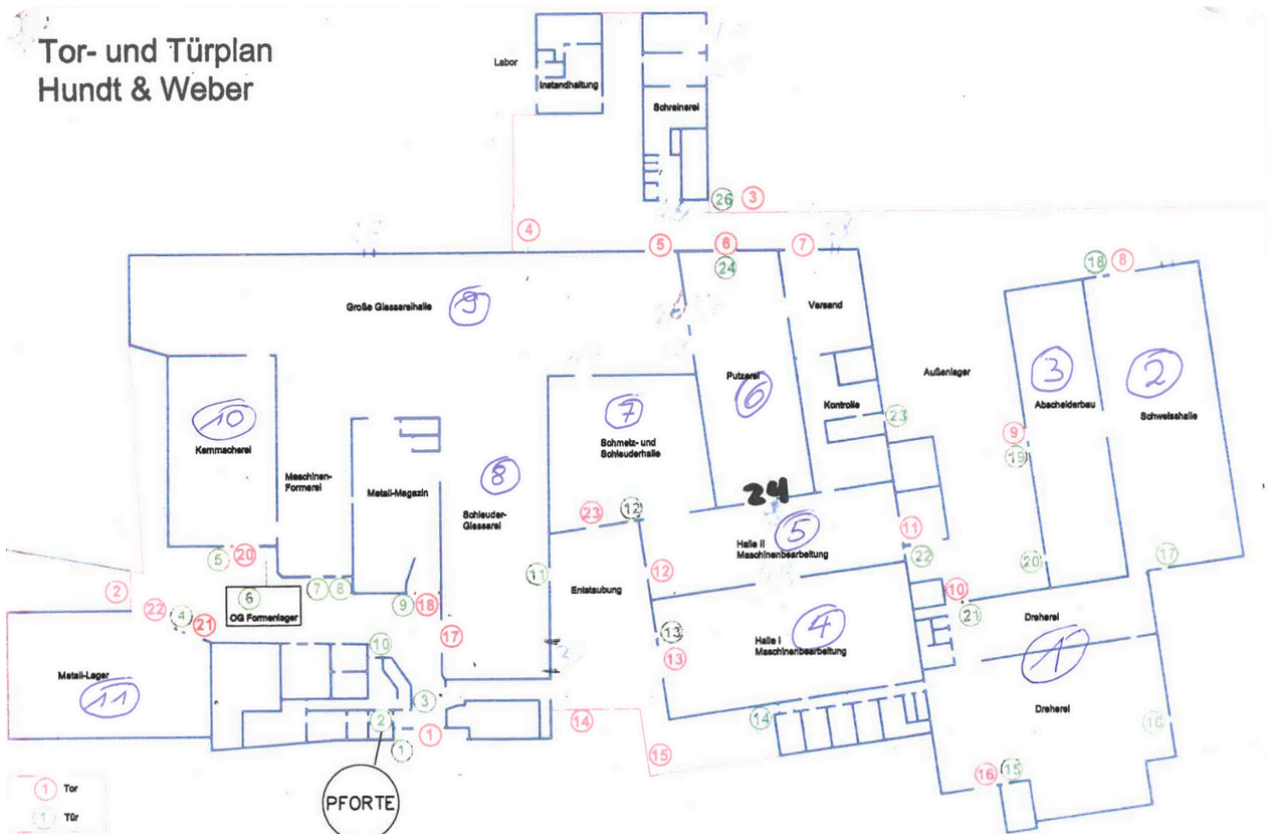 Tor- und Türplan
Hundt & Weber
Labor
Instandhaltung
Schreinerei
26
3
4
5
6
7
24
18
8
Große Giessereihalle
9
Versand
Putzerei
6
Außenlager
3
Abscheiderbau
2
Schweisshalle
10
Kernmacherei
7
Schmelz- und
Schleuderhalle
Kontrolle
23
9
19
Maschinen-
Formerei
Metall-Magazin
8
Schleuder-
Giesserei
24
23
12
5
Halle II
Maschinenbearbeitung
11
22
5
20
6
OG Formenlager
7
8
9
18
11
Entstaubung
12
20
17
10
21
Dreherei
2
22
4
21
17
10
13
13
4
Halle I
Maschinenbearbeitung
1
Metall-Lager
11
3
2
1
1
14
15
14
Dreherei
16
16
15
PFORTE
1 Tor
1 Tür